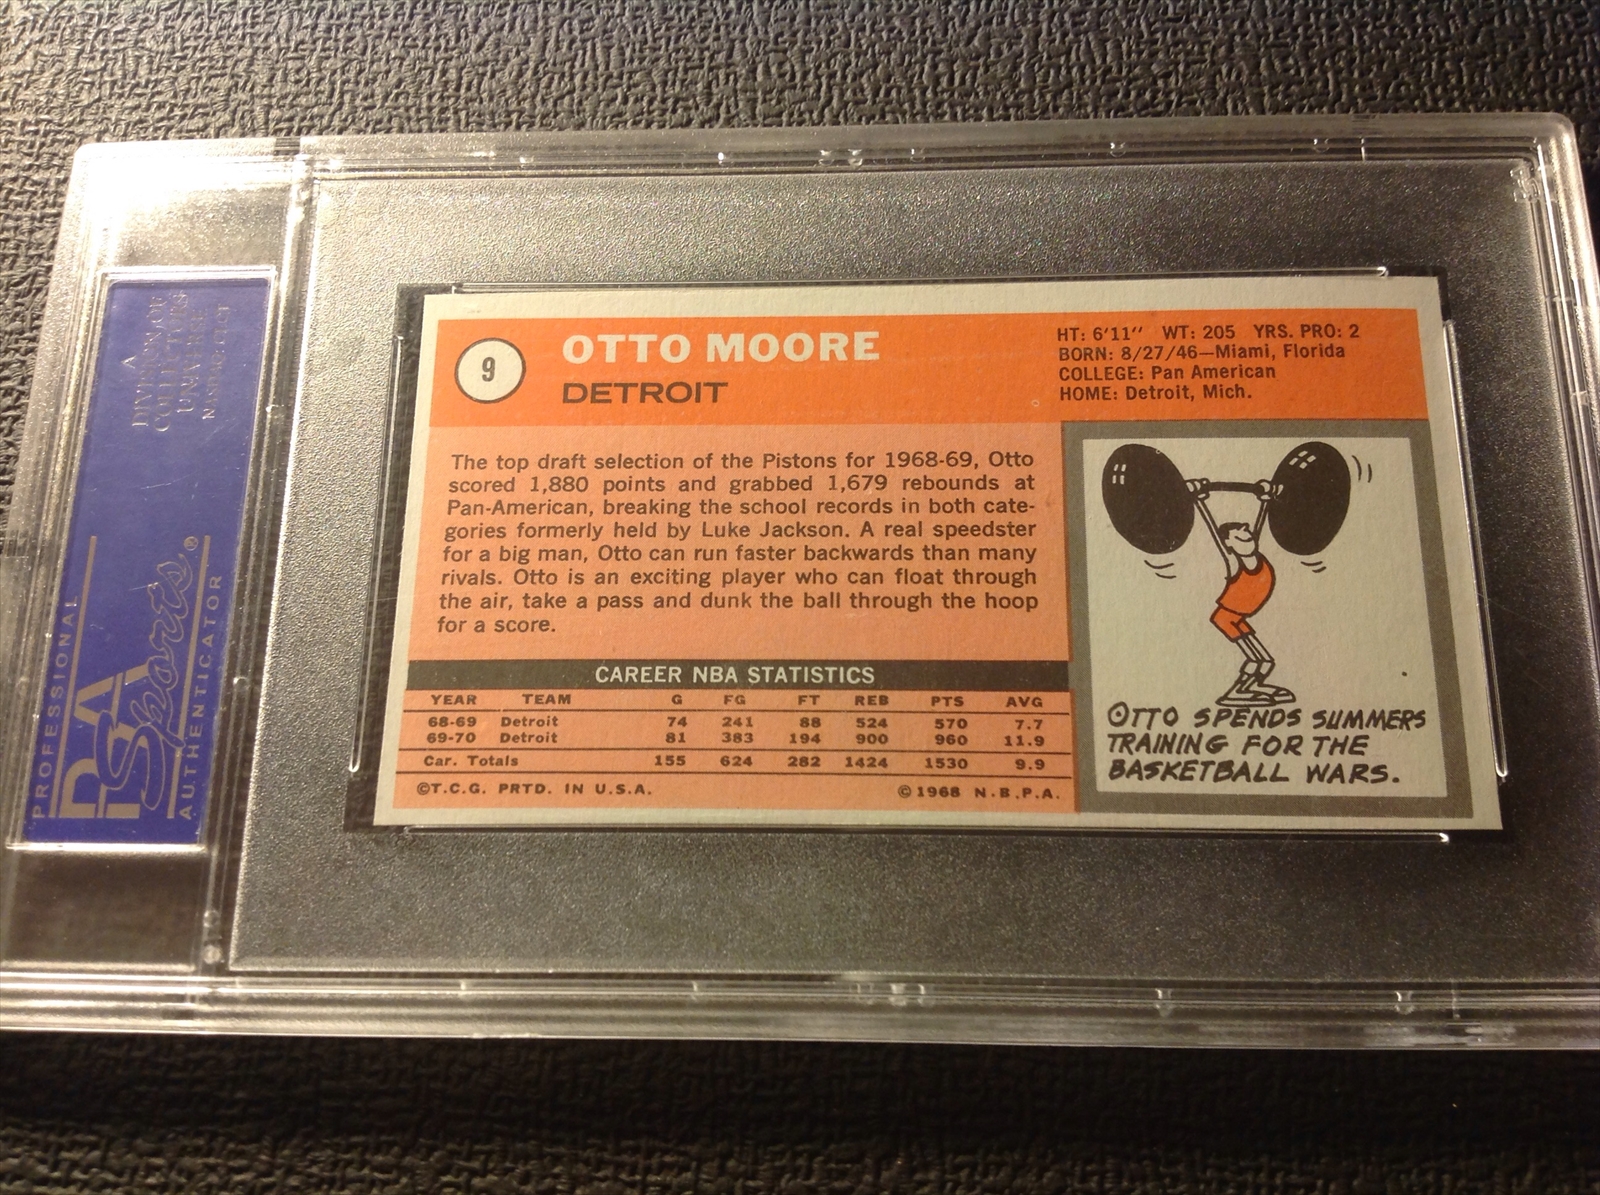 9
OTTO MOORE
DETROIT
HT: 6'11" WT: 205 YRS. PRO: 2
BORN: 8/27/46—Miami, Florida
COLLEGE: Pan American
HOME: Detroit, Mich.
The top draft selection of the Pistons for 1968-69, Otto
scored 1,880 points and grabbed 1,679 rebounds at
Pan-American, breaking the school records in both cate-
gories formerly held by Luke Jackson. A real speedster
for a big man, Otto can run faster backwards than many
rivals. Otto is an exciting player who can float through
the air, take a pass and dunk the ball through the hoop
for a score.
CAREER NBA STATISTICS
YEAR TEAM G FG FT REB PTS AVG
68-69 Detroit 74 241 88 524 570 7.7
69-70 Detroit 81 383 194 900 960 11.9
Car. Totals 155 624 282 1424 1530 9.9
©T.C.G. PRTD. IN U.S.A. ©1968 N.B.P.A.
OTTO SPENDS SUMMERS
TRAINING FOR THE
BASKETBALL WARS.
PROFESSIONAL
PSA
Sports®
AUTHENTICATOR
A
DIVISION OF
COLLECTORS
UNIVERSE
NASDAQ: CLCT